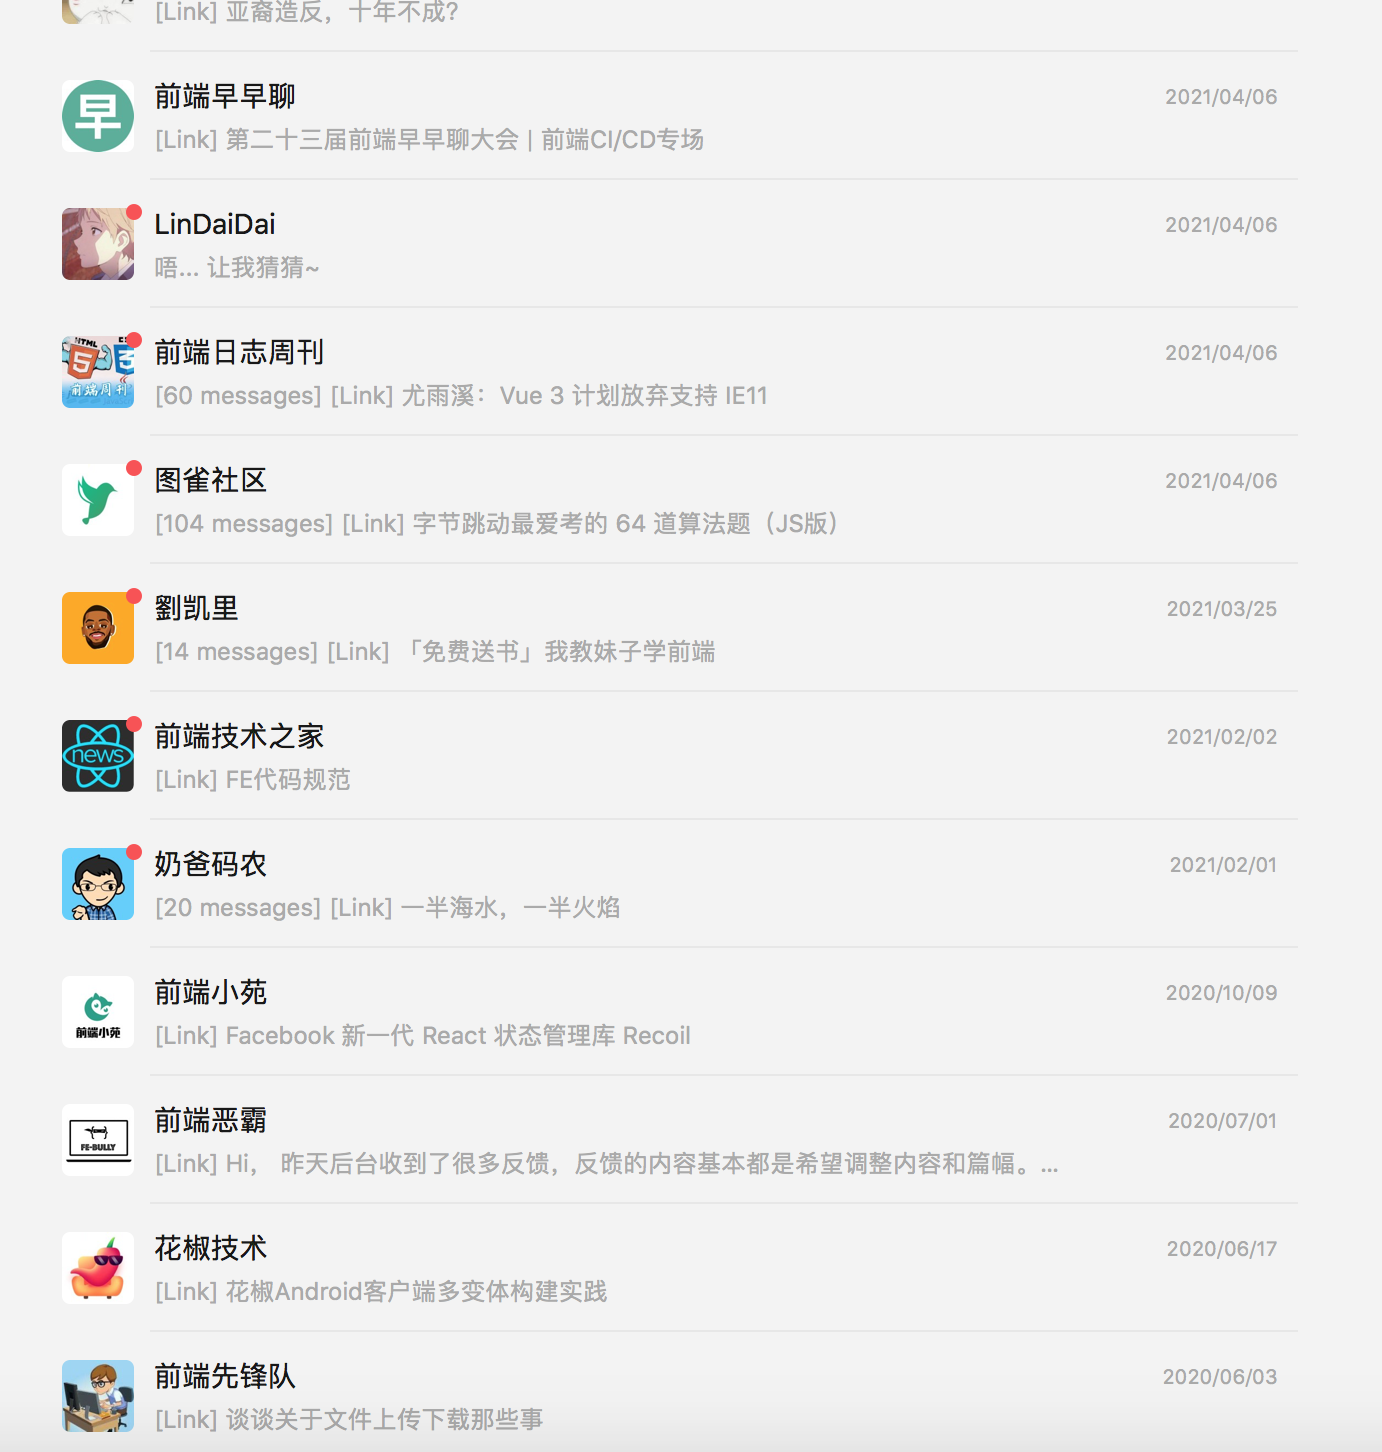 [Link] 亚裔造反，十年不成？
早
前端早早聊
2021/04/06
[Link] 第二十三届前端早早聊大会 | 前端CI/CD专场
LinDaiDai
2021/04/06
唔... 让我猜猜~
HTML
5
3
前端周刊
前端日志周刊
2021/04/06
[60 messages] [Link] 尤雨溪：Vue 3 计划放弃支持 IE11
图雀社区
2021/04/06
[104 messages] [Link] 字节跳动最爱考的 64 道算法题（JS版）
劉凯里
2021/03/25
[14 messages] [Link] 「免费送书」我教妹子学前端
news
前端技术之家
2021/02/02
[Link] FE代码规范
奶爸码农
2021/02/01
[20 messages] [Link] 一半海水，一半火焰
前端小苑
前端小苑
2020/10/09
[Link] Facebook 新一代 React 状态管理库 Recoil
FE-BULLY
前端恶霸
2020/07/01
[Link] Hi， 昨天后台收到了很多反馈，反馈的内容基本都是希望调整内容和篇幅。...
花椒技术
2020/06/17
[Link] 花椒Android客户端多变体构建实践
前端先锋队
2020/06/03
[Link] 谈谈关于文件上传下载那些事